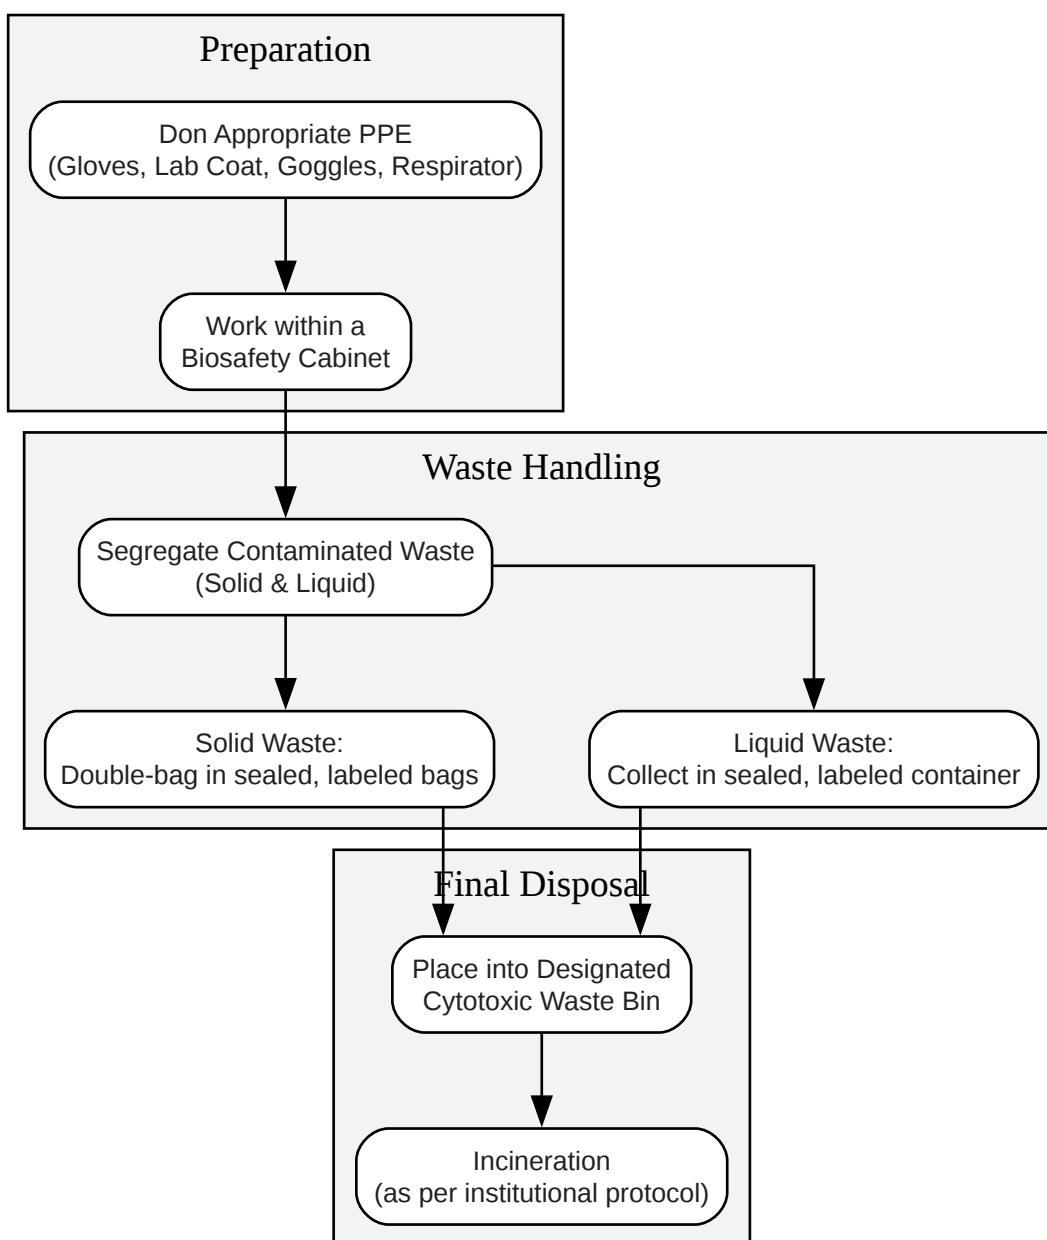 Preparation
Don Appropriate PPE
(Gloves, Lab Coat, Goggles, Respirator)
Work within a
Biosafety Cabinet
Waste Handling
Segregate Contaminated Waste
(Solid & Liquid)
Solid Waste:
Double-bag in sealed, labeled bags
Liquid Waste:
Collect in sealed, labeled container
Final Disposal
Place into Designated
Cytotoxic Waste Bin
Incineration
(as per institutional protocol)